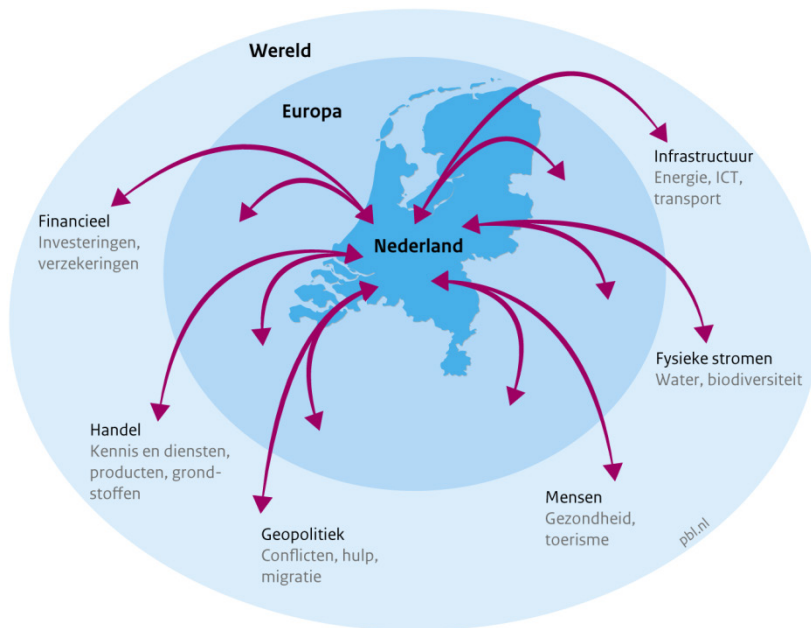 Wereld
Europa
Infrastructuur
Energie, ICT,
transport
Financieel
Investeringen,
verzekeringen
Nederland
Fysieke stromen
Water, biodiversiteit
Handel
Kennis en diensten,
producten, grond-
stoffen
Mensen
Gezondheid,
toerisme
Geopolitiek
Conflicten, hulp,
migratie
pbl.nl